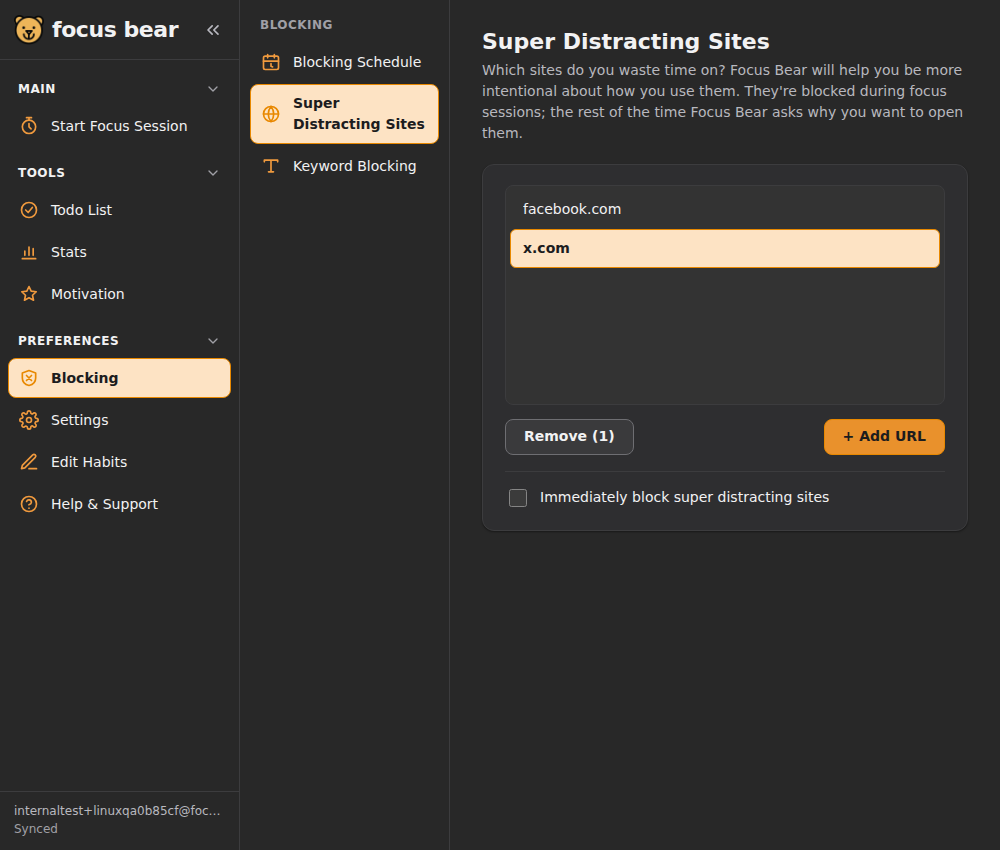 focus bear
MAIN
Start Focus Session
TOOLS
Todo List
Stats
Motivation
PREFERENCES
Blocking
Settings
Edit Habits
Help & Support
internaltest+linuxqa0b85cf@foc...
Synced
BLOCKING
Blocking Schedule
Super
Distracting Sites
Keyword Blocking
Super Distracting Sites
Which sites do you waste time on? Focus Bear will help you be more
intentional about how you use them. They're blocked during focus
sessions; the rest of the time Focus Bear asks why you want to open
them.
facebook.com
x.com
Remove (1)
+ Add URL
Immediately block super distracting sites